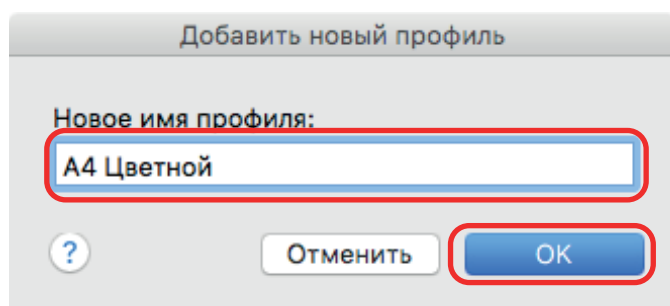 Добавить новый профиль
Новое имя профиля:
A4 Цветной
?
Отменить
OK